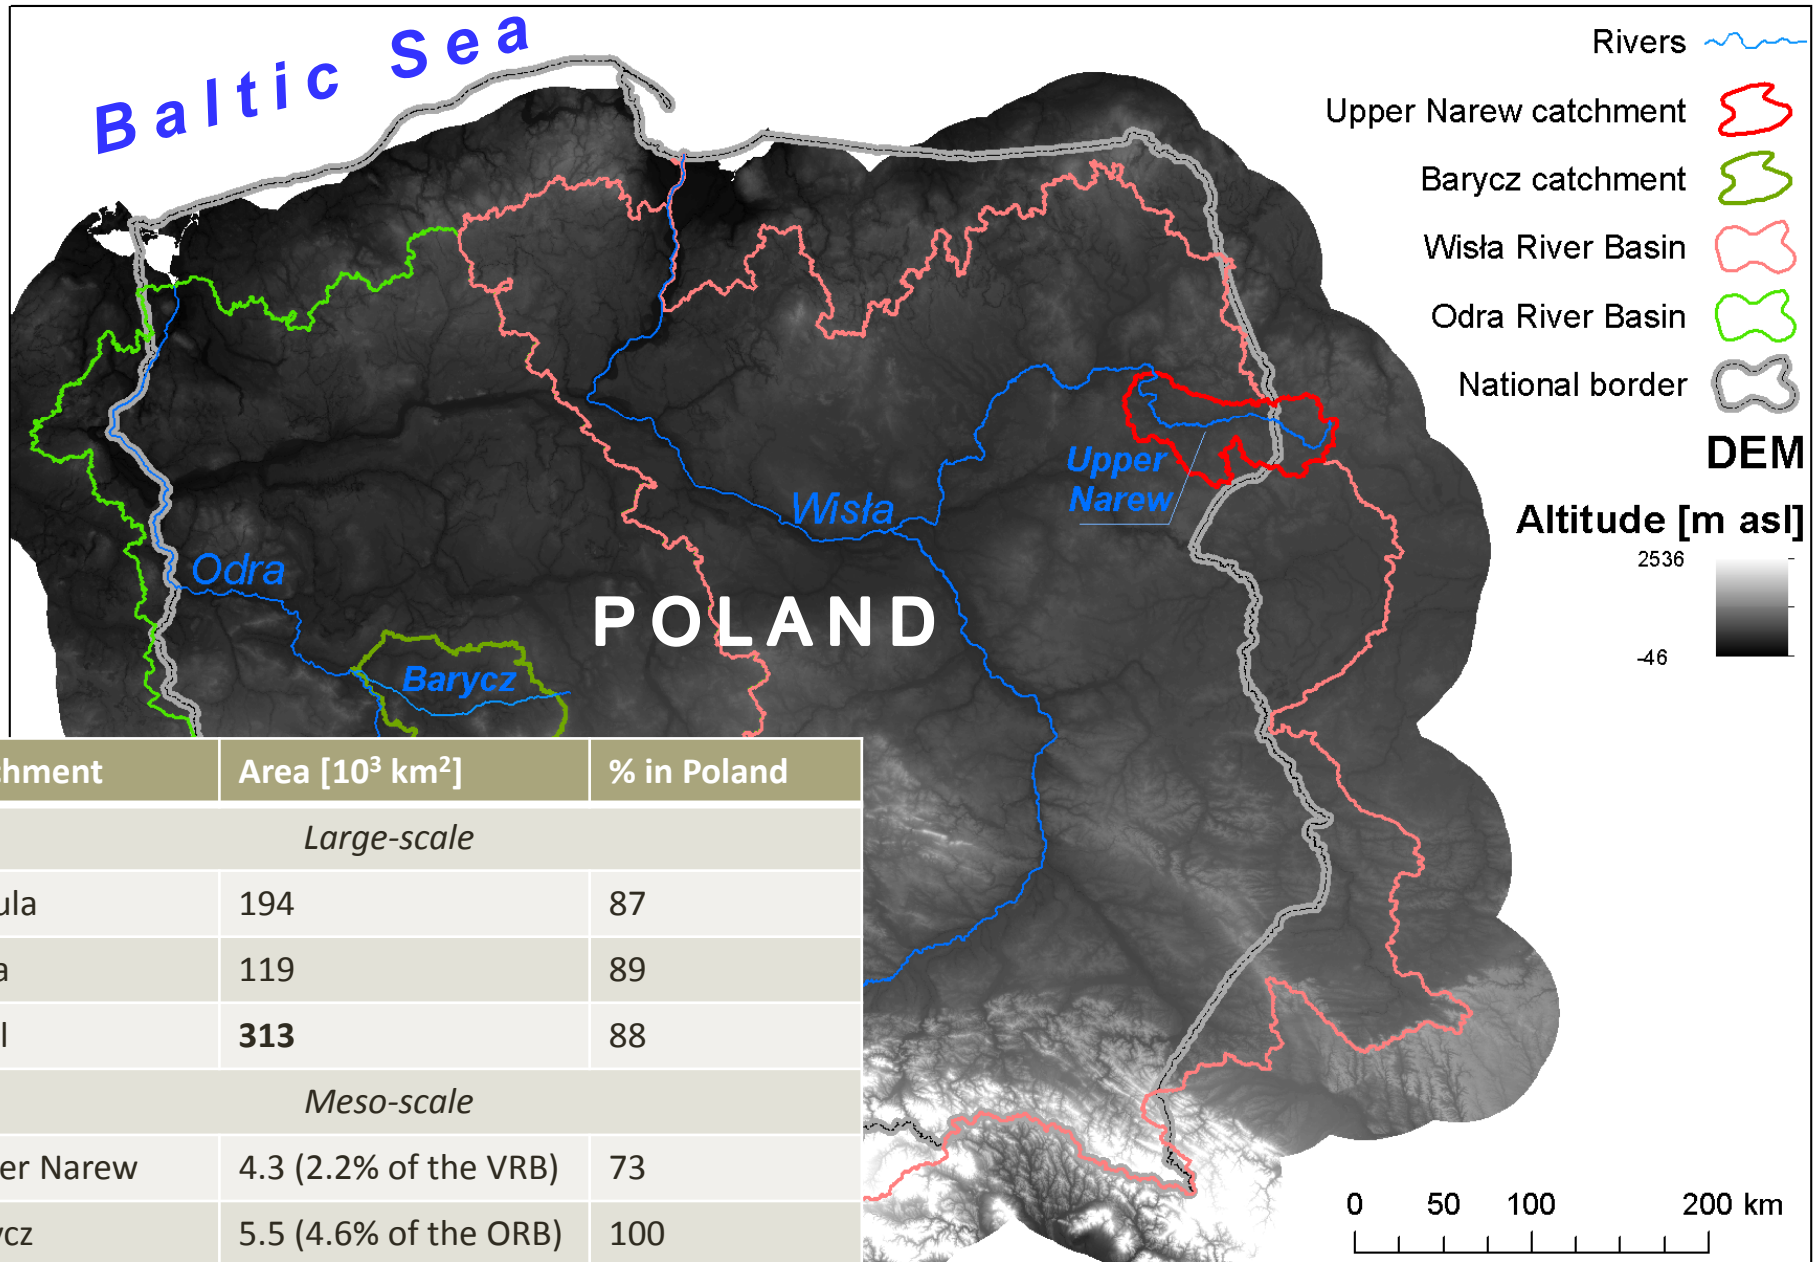 Baltic Sea
Rivers
Upper Narew catchment
Barycz catchment
Wisła River Basin
Odra River Basin
National border
DEM
Altitude [m asl]
2536
-46
Upper
Narew
Wisła
Odra
POLAND
Barycz
chment Area [10³ km²] % in Poland
Large-scale
ula 194 87
a 119 89
l 313 88
Meso-scale
er Narew 4.3 (2.2% of the VRB) 73
ycz 5.5 (4.6% of the ORB) 100
0 50 100 200 km